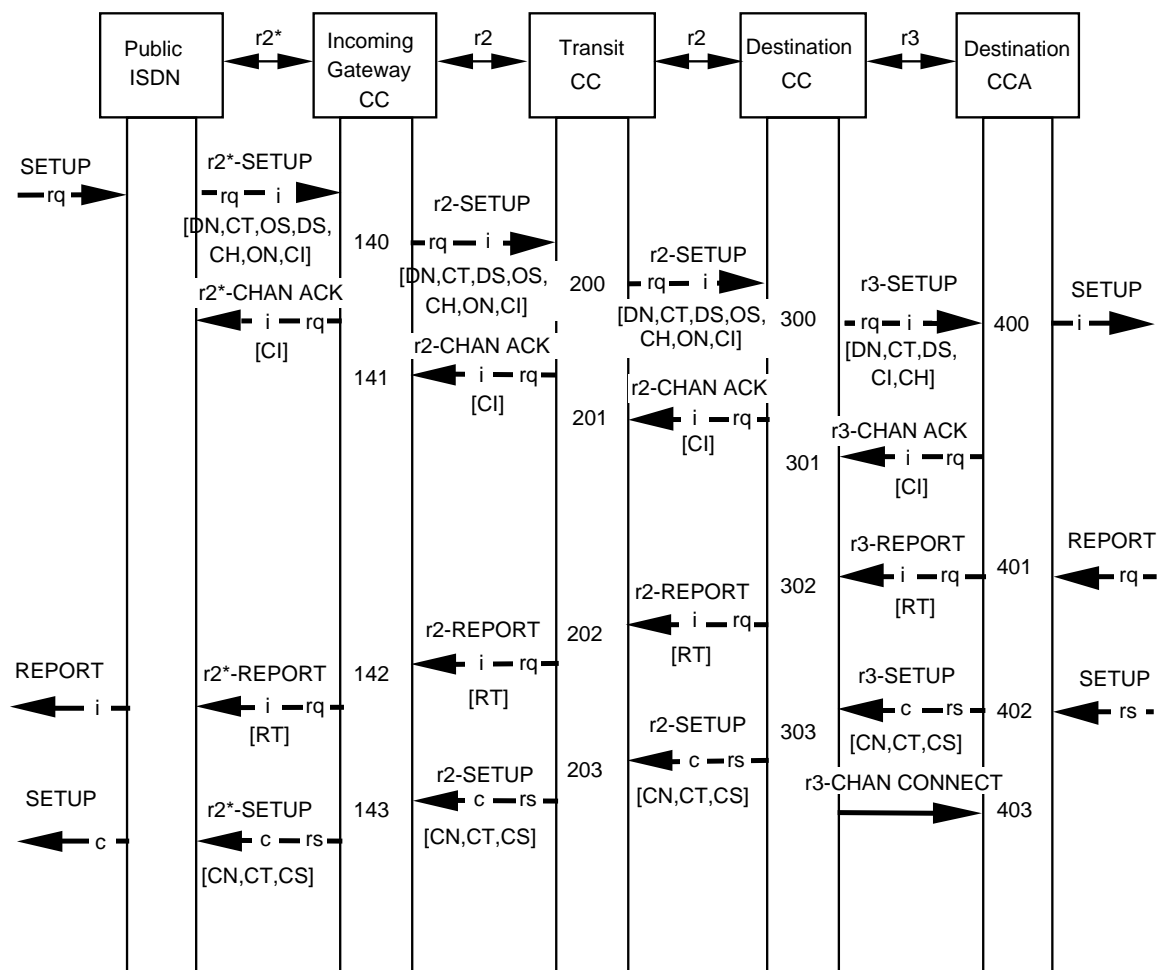 Public
ISDN
r2*
Incoming
Gateway
CC
r2
Transit
CC
r2
Destination
CC
r3
Destination
CCA
SETUP
rq
r2*-SETUP
rq i
[DN,CT,OS,DS,
CH,ON,CI]
140
r2-SETUP
rq i
[DN,CT,DS,OS,
CH,ON,CI]
200
r2-SETUP
rq i
[DN,CT,DS,OS,
CH,ON,CI]
300
r3-SETUP
rq i
[DN,CT,DS,
CI,CH]
400
SETUP
i
r2*-CHAN ACK
i rq
[CI]
141
r2-CHAN ACK
i rq
[CI]
201
r2-CHAN ACK
i rq
[CI]
301
r3-CHAN ACK
i rq
[CI]
REPORT
rq
401
r3-REPORT
i rq
[RT]
302
r2-REPORT
i rq
[RT]
202
r2-REPORT
i rq
[RT]
142
r2*-REPORT
i rq
[RT]
REPORT
i
SETUP
rs
402
r3-SETUP
c rs
[CN,CT,CS]
303
r2-SETUP
c rs
[CN,CT,CS]
203
r2-SETUP
c rs
[CN,CT,CS]
143
r2*-SETUP
c rs
[CN,CT,CS]
SETUP
c
r3-CHAN CONNECT
403